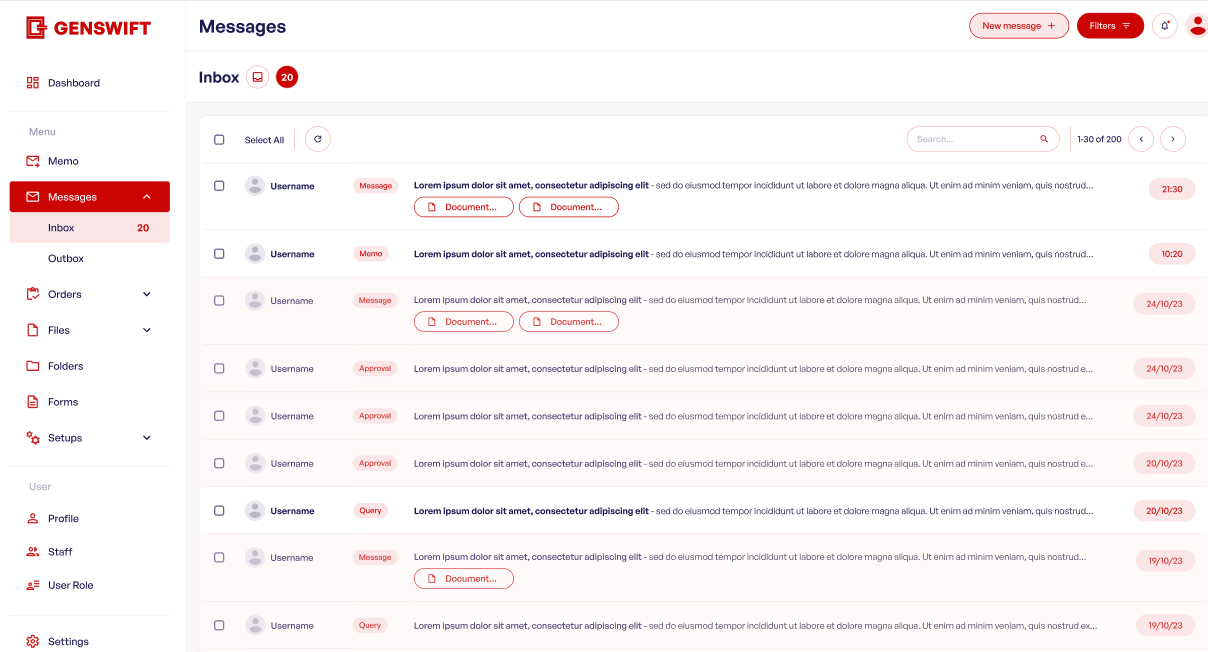 GENSWIFT
Messages
New message +
Filters
Inbox 20
Dashboard
Menu
Memo
Messages
Inbox 20
Outbox
Orders
Files
Folders
Forms
Setups
User
Profile
Staff
User Role
Settings
Select All
Search...
1-30 of 200
Username Message Lorem ipsum dolor sit amet, consectetur adipiscing elit - sed do eiusmod tempor incididunt ut labore et dolore magna aliqua. Ut enim ad minim veniam, quis nostrud... 21:30
Document... Document...
Username Memo Lorem ipsum dolor sit amet, consectetur adipiscing elit - sed do eiusmod tempor incididunt ut labore et dolore magna aliqua. Ut enim ad minim veniam, quis nostrud... 10:20
Username Message Lorem ipsum dolor sit amet, consectetur adipiscing elit - sed do eiusmod tempor incididunt ut labore et dolore magna aliqua. Ut enim ad minim veniam, quis nostrud... 24/10/23
Document... Document...
Username Approval Lorem ipsum dolor sit amet, consectetur adipiscing elit - sed do eiusmod tempor incididunt ut labore et dolore magna aliqua. Ut enim ad minim veniam, quis nostrud e... 24/10/23
Username Approval Lorem ipsum dolor sit amet, consectetur adipiscing elit - sed do eiusmod tempor incididunt ut labore et dolore magna aliqua. Ut enim ad minim veniam, quis nostrud e... 24/10/23
Username Approval Lorem ipsum dolor sit amet, consectetur adipiscing elit - sed do eiusmod tempor incididunt ut labore et dolore magna aliqua. Ut enim ad minim veniam, quis nostrud e... 20/10/23
Username Query Lorem ipsum dolor sit amet, consectetur adipiscing elit - sed do eiusmod tempor incididunt ut labore et dolore magna aliqua. Ut enim ad minim veniam, quis nostrud... 20/10/23
Username Message Lorem ipsum dolor sit amet, consectetur adipiscing elit - sed do eiusmod tempor incididunt ut labore et dolore magna aliqua. Ut enim ad minim veniam, quis nostrud... 19/10/23
Document...
Username Query Lorem ipsum dolor sit amet, consectetur adipiscing elit - sed do eiusmod tempor incididunt ut labore et dolore magna aliqua. Ut enim ad minim veniam, quis nostrud ex... 19/10/23